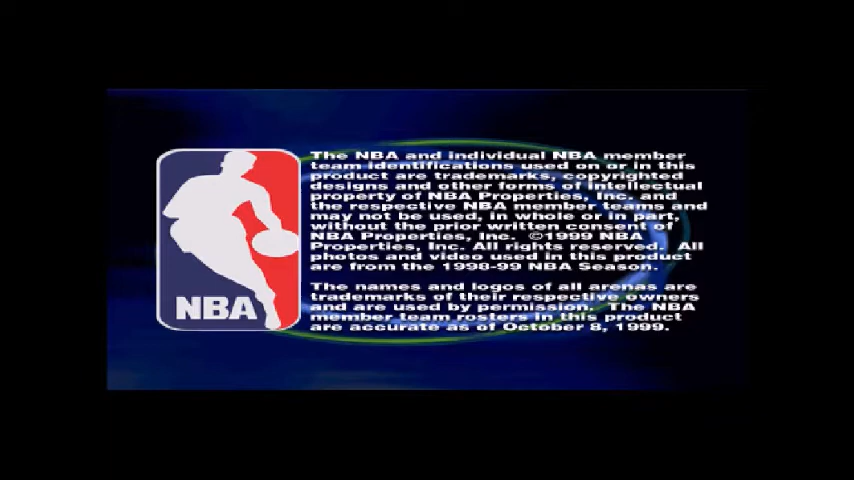 The NBA and individual NBA member
team identifications used on or in this
product are trademarks, copyrighted
designs and other forms of intellectual
property of NBA Properties, Inc. and
the respective NBA member teams and
may not be used, in whole or in part,
without the prior written consent of
NBA Properties, Inc. ©1999 NBA
Properties, Inc. All rights reserved. All
photos and video used in this product
are from the 1998-99 NBA Season.
The names and logos of all arenas are
trademarks of their respective owners
and are used by permission. The NBA
member team rosters in this product
are accurate as of October 8, 1999.
NBA